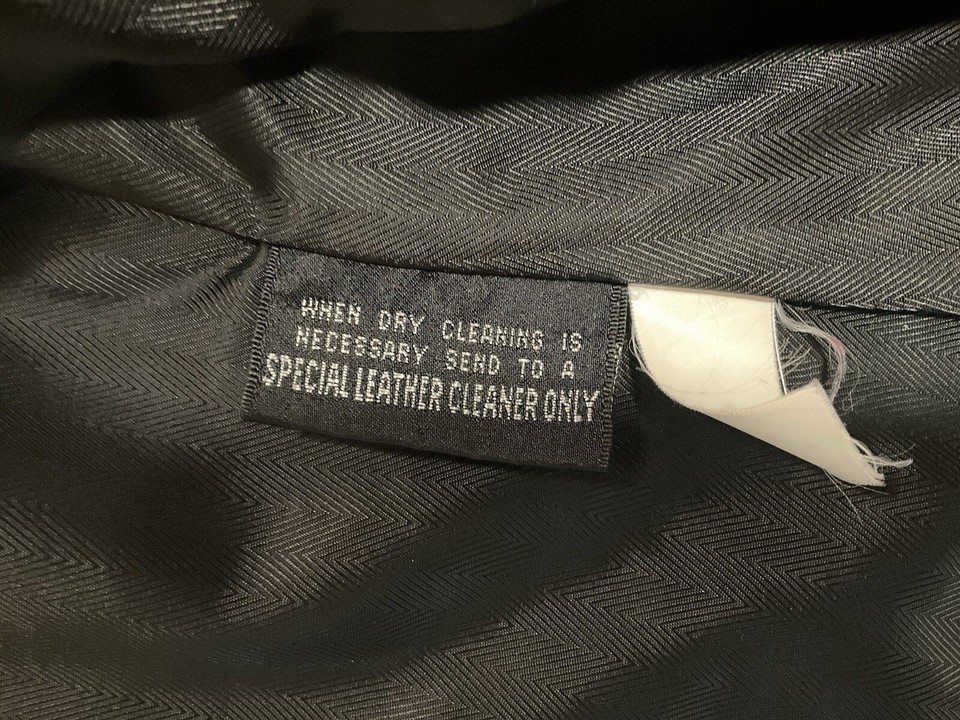 WHEN DRY CLEANING IS
NECESSARY SEND TO A
SPECIAL LEATHER CLEANER ONLY